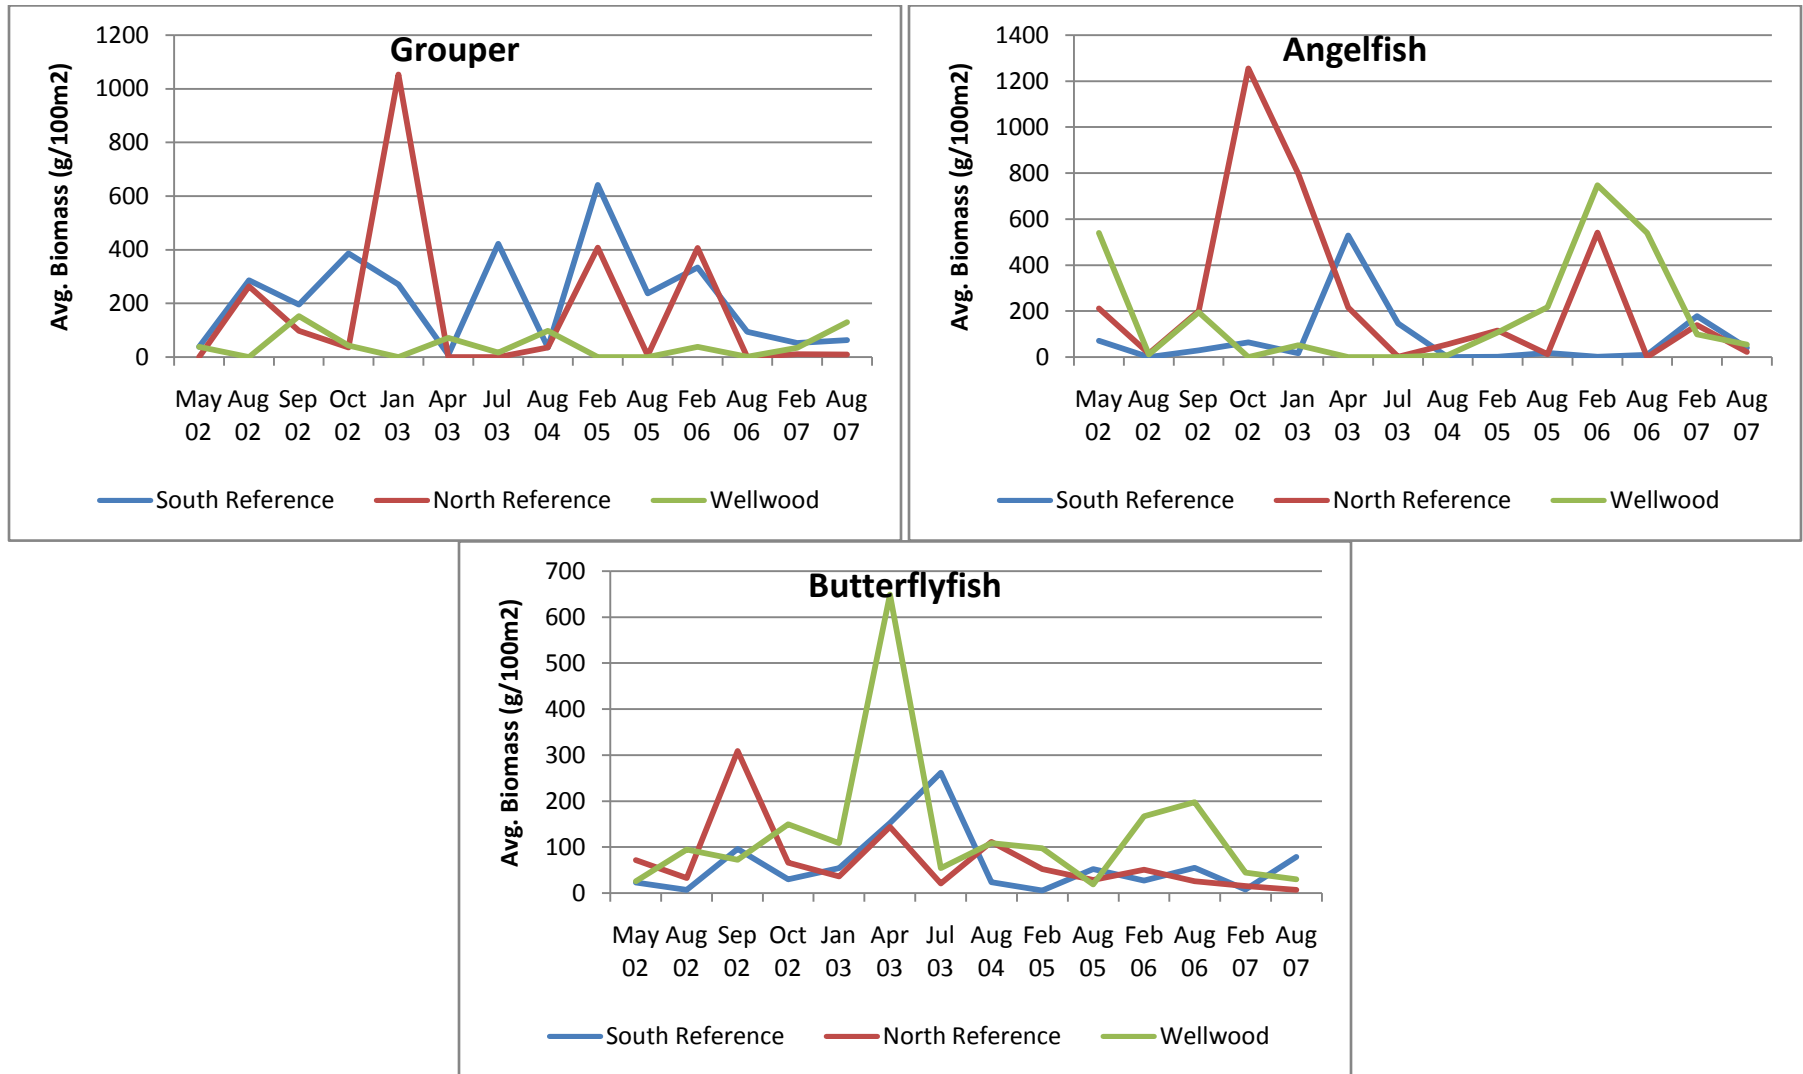 Grouper
Avg. Biomass (g/100m2)
1200
1000
800
600
400
200
0
May Aug Sep Oct Jan Apr Jul Aug Feb Aug Feb Aug Feb Aug
02 02 02 02 03 03 03 04 05 05 06 06 07 07
South Reference North Reference Wellwood
Angelfish
Avg. Biomass (g/100m2)
1400
1200
1000
800
600
400
200
0
May Aug Sep Oct Jan Apr Jul Aug Feb Aug Feb Aug Feb Aug
02 02 02 02 03 03 03 04 05 05 06 06 07 07
South Reference North Reference Wellwood
Butterflyfish
Avg. Biomass (g/100m2)
700
600
500
400
300
200
100
0
May Aug Sep Oct Jan Apr Jul Aug Feb Aug Feb Aug Feb Aug
02 02 02 02 03 03 03 04 05 05 06 06 07 07
South Reference North Reference Wellwood